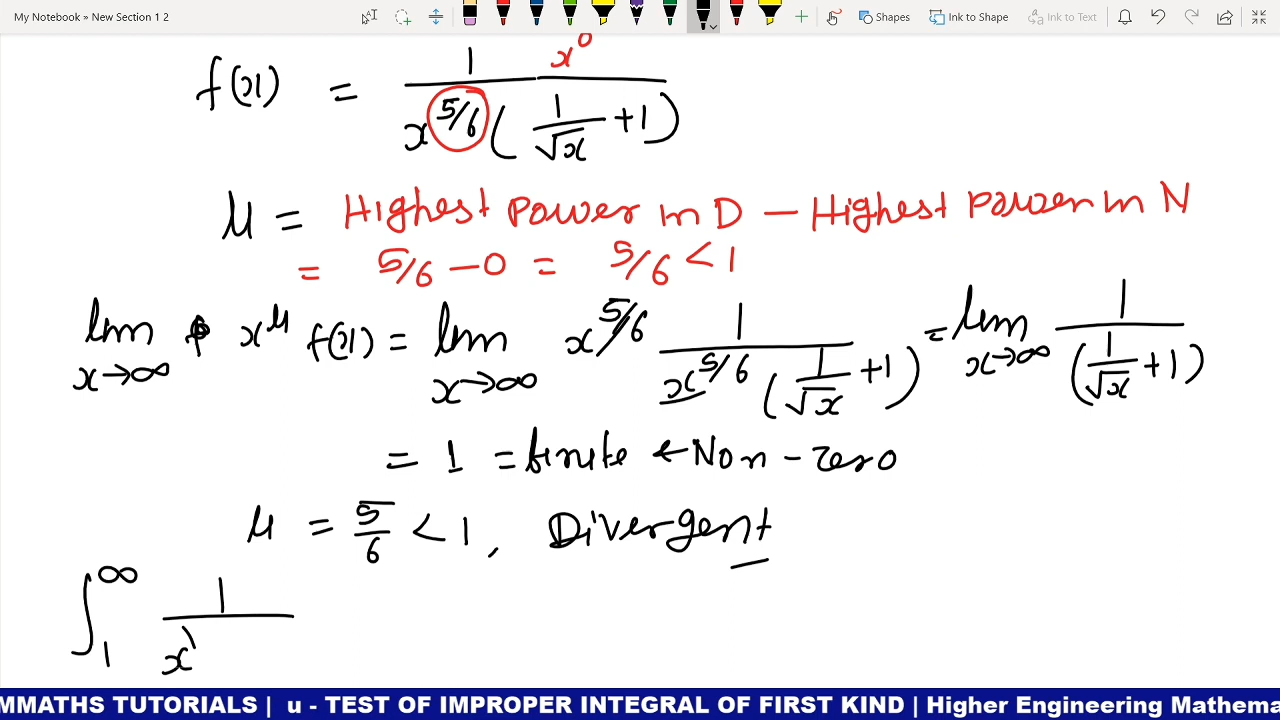 My Notebook » New Section 1 2
Shapes
Ink to Shape
Ink to Text
f(x) = 1 x^0 / x^{5/6} ( 1/√x + 1 )
μ = Highest Power in D – Highest power in N
= 5/6 – 0 = 5/6 < 1
lim x→∞ x^μ f(x) = lim x→∞ x^{5/6} 1 / x^{5/6} ( 1/√x + 1 ) = lim x→∞ 1 / ( 1/√x + 1 )
= 1 = finite ← Non-zero
μ = 5/6 < 1, Divergent
∫_1^∞ 1 / x
MMATHS TUTORIALS | u - TEST OF IMPROPER INTEGRAL OF FIRST KIND | Higher Engineering Mathema